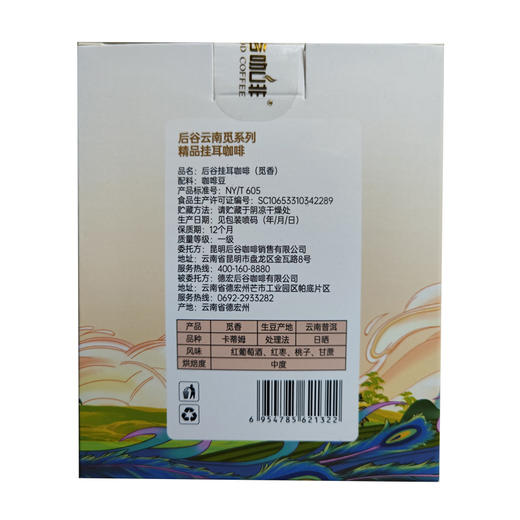 咖啡
OD COFFEE
后谷云南觅系列
精品挂耳咖啡
品名：后谷挂耳咖啡（觅香）
配料：咖啡豆
产品标准号：NY/T 605
食品生产许可证编号：SC10653310342289
贮藏方法：请贮藏于阴凉干燥处
生产日期：见包装喷码（年/月/日）
保质期：12个月
质量等级：一级
委托方：昆明后谷咖啡销售有限公司
地址：云南省昆明市盘龙区金瓦路8号
服务热线：400-160-8880
被委托方：德宏后谷咖啡有限公司
地址：云南省德宏州芒市工业园区帕底片区
服务热线：0692-2933282
产地：云南省德宏州
产品 觅香 生豆产地 云南普洱
品种 卡蒂姆 处理法 日晒
风味 红葡萄酒、红枣、桃子、甘蔗
烘焙度 中度
6 954785 621322